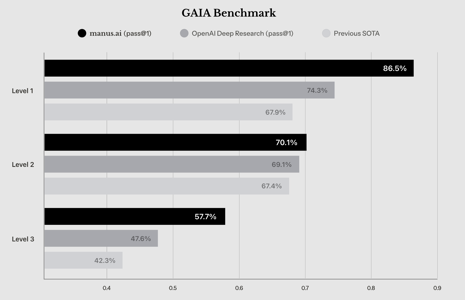 GAIA Benchmark
manus.ai (pass@1) OpenAI Deep Research (pass@1) Previous SOTA
86.5%
Level 1 74.3%
67.9%
70.1%
Level 2 69.1%
67.4%
57.7%
Level 3 47.6%
42.3%
0.4 0.5 0.6 0.7 0.8 0.9